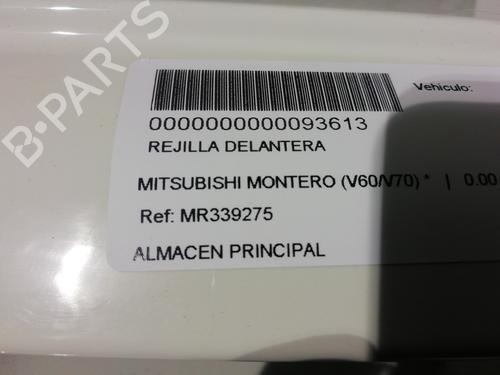 B-PARTS
Vehiculo:
0000000000093613
REJILLA DELANTERA
MITSUBISHI MONTERO (V60/V70) * | 0.00
Ref: MR339275
ALMACEN PRINCIPAL